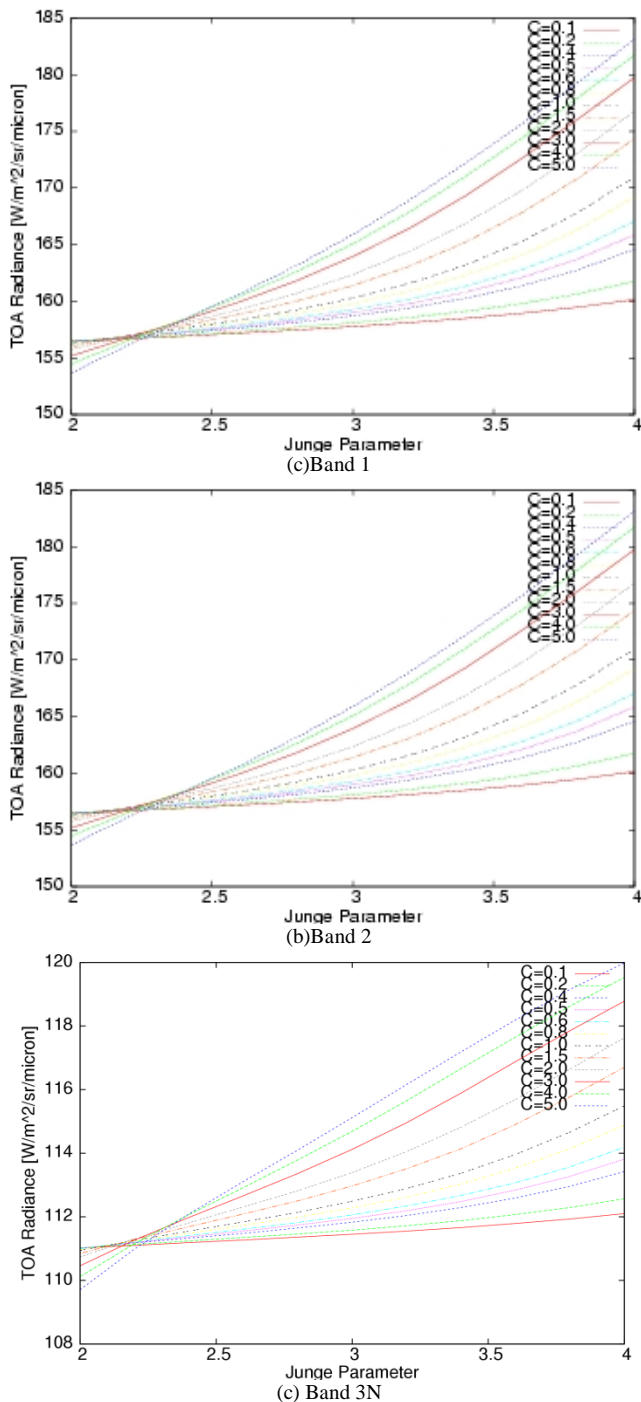 185
180
175
170
165
160
155
150
TOA Radiance [W/m^2/sr/micron]
C=0.1
C=0.2
C=0.4
C=0.5
C=0.6
C=0.8
C=1.0
C=1.5
C=2.0
C=3.0
C=4.0
C=5.0
2 2.5 3 3.5 4
Junge Parameter
(c)Band 1
185
180
175
170
165
160
155
150
TOA Radiance [W/m^2/sr/micron]
C=0.1
C=0.2
C=0.4
C=0.5
C=0.6
C=0.8
C=1.0
C=1.5
C=2.0
C=3.0
C=4.0
C=5.0
2 2.5 3 3.5 4
Junge Parameter
(b)Band 2
120
118
116
114
112
110
108
TOA Radiance [W/m^2/sr/micron]
C=0.1
C=0.2
C=0.4
C=0.5
C=0.6
C=0.8
C=1.0
C=1.5
C=2.0
C=3.0
C=4.0
C=5.0
2 2.5 3 3.5 4
Junge Parameter
(c) Band 3N